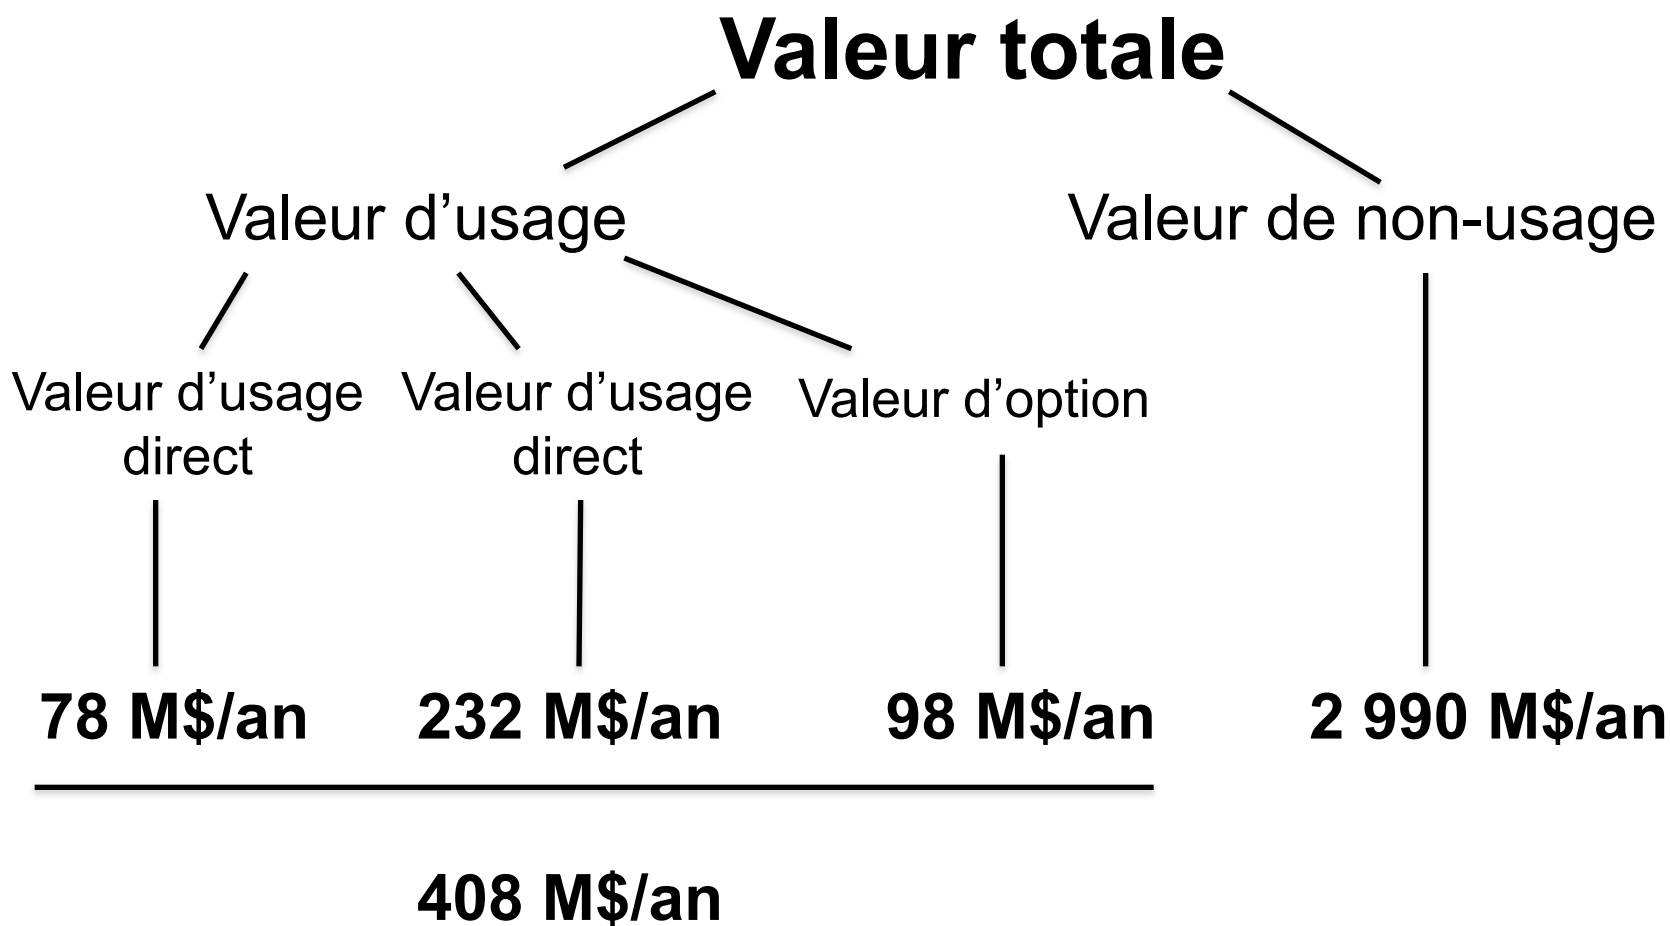 Valeur totale
Valeur d’usage
Valeur de non-usage
Valeur d’usage
direct
Valeur d’usage
direct
Valeur d’option
78 M$/an
232 M$/an
98 M$/an
2 990 M$/an
408 M$/an